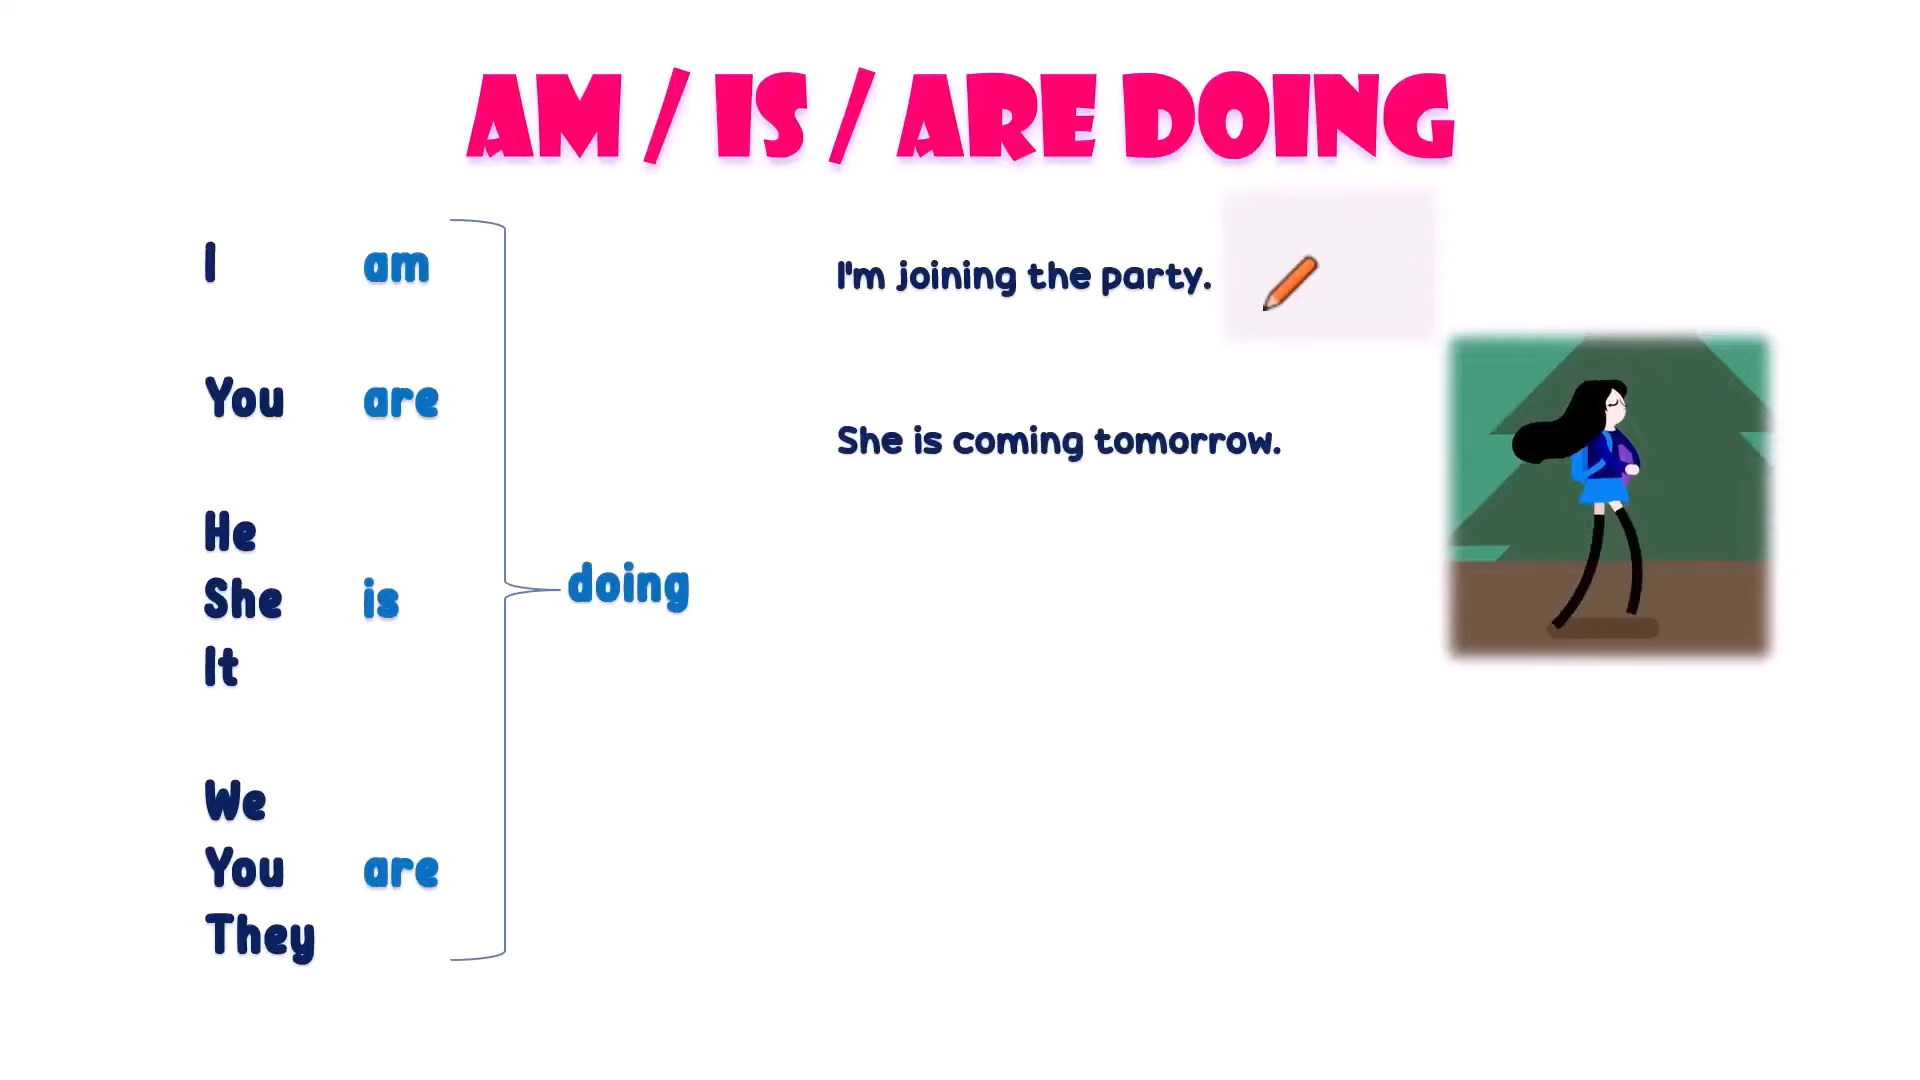 AM / IS / ARE DOING
I am
You are
He
She is
It
We
You are
They
doing
I'm joining the party.
She is coming tomorrow.